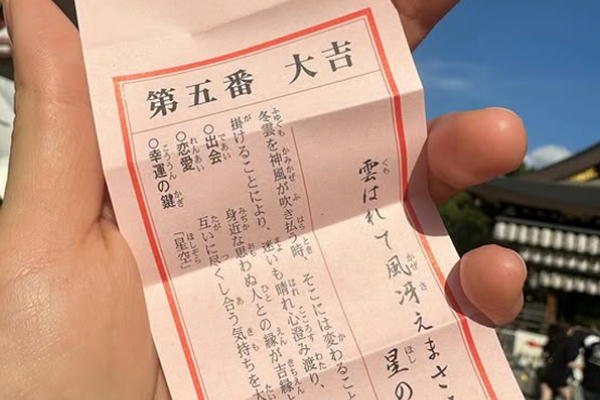 第五番 大吉
雲はれて風冴えまさ
星の
冬雲を神風が吹き払う時、そこには変わること
掛けることにより、迷いも晴れ心澄み渡り、
○出会 身近な思わぬ人との縁が吉縁と
○恋愛 互いに尽くし合う気持ちを大
○幸運の鍵 「星空」